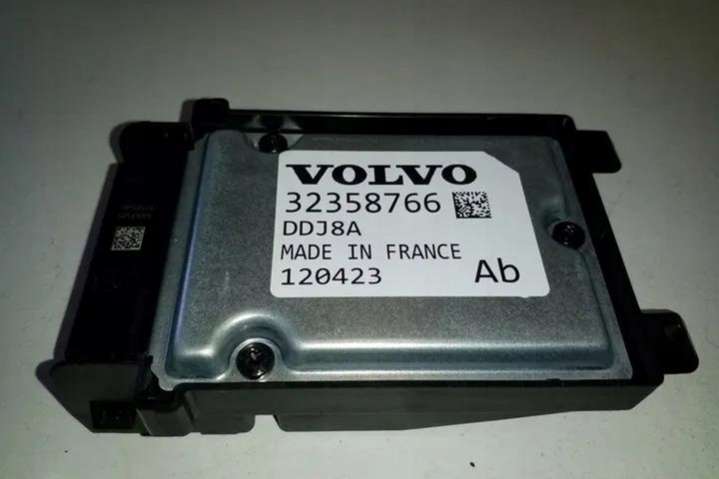 VOLVO
32358766
DDJ8A
MADE IN FRANCE
120423
Ab